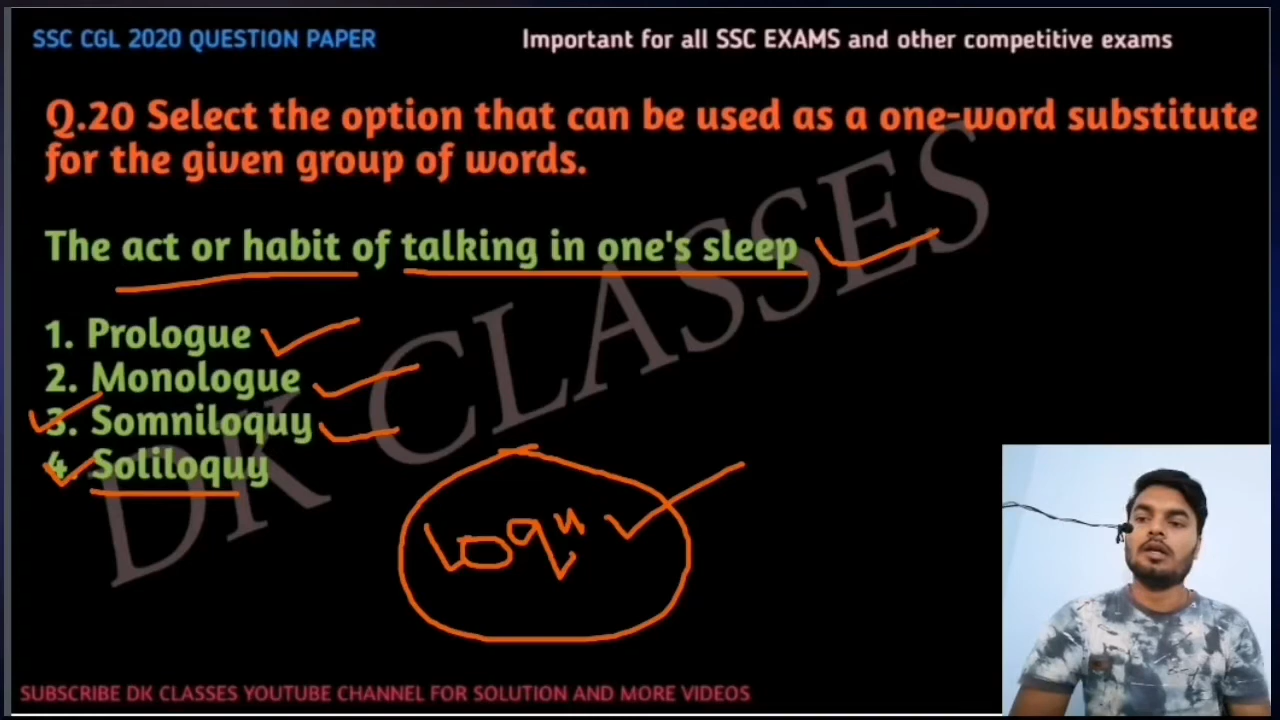 SSC CGL 2020 QUESTION PAPER
Important for all SSC EXAMS and other competitive exams
Q.20 Select the option that can be used as a one-word substitute
for the given group of words.
The act or habit of talking in one's sleep
1. Prologue
2. Monologue
3. Somniloquy
4. Soliloquy
loqu
DK CLASSES
SUBSCRIBE DK CLASSES YOUTUBE CHANNEL FOR SOLUTION AND MORE VIDEOS